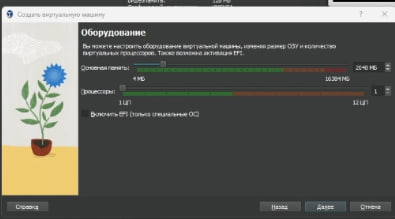 Создать виртуальную машину
Оборудование
Вы можете настроить оборудование виртуальной машины, изменяя размер ОЗУ и количество
виртуальных процессоров. Также возможна активация EFI.
Основная память: 2048 МБ
4 МБ 16384 МБ
Процессоры: 1
1 ЦП 12 ЦП
Включить EFI (только специальные ОС)
Справка Назад Далее Отмена